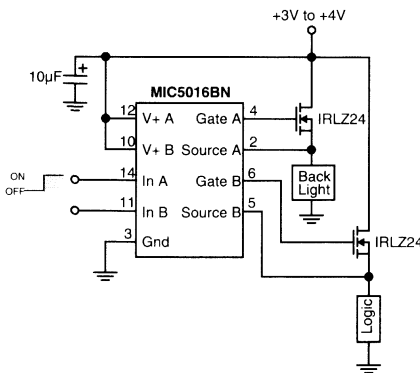 +3V to +4V
+
10µF
MIC5016BN
12
V+ A
Gate A
4
IRLZ24
10
V+ B
Source A
2
ON
OFF
14
In A
Gate B
6
Back
Light
11
In B
Source B
5
3
Gnd
IRLZ24
Logic